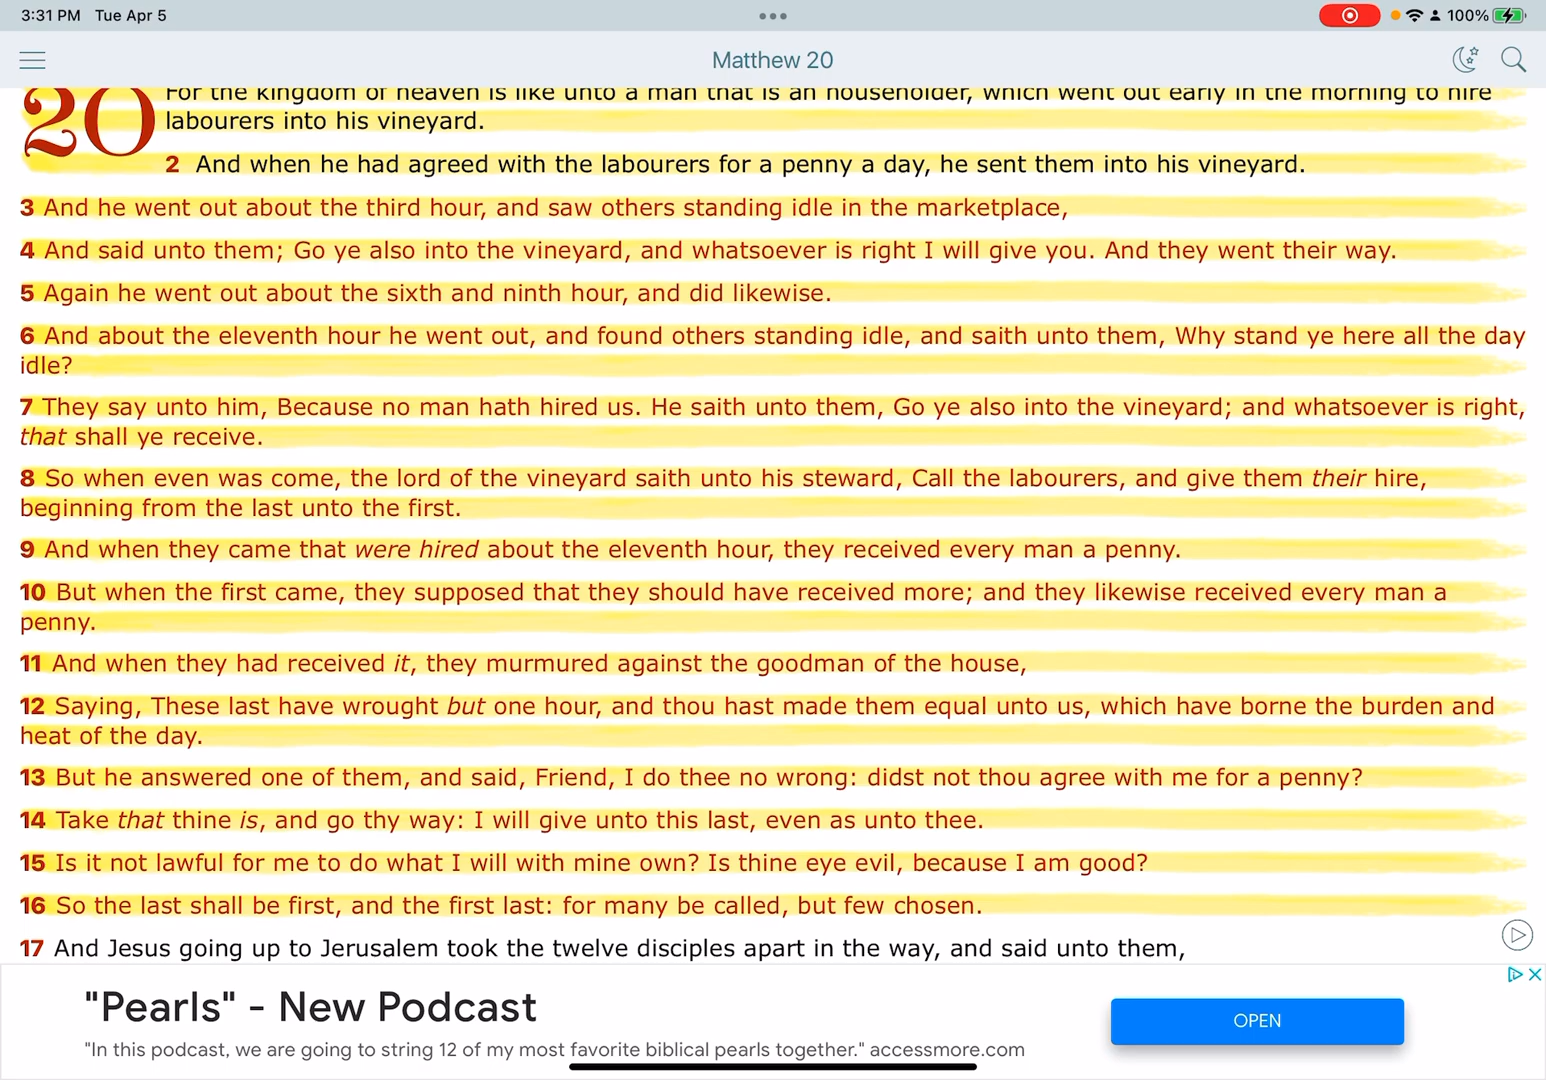 3:31 PM Tue Apr 5
100%
Matthew 20
20 For the kingdom of heaven is like unto a man that is an householder, which went out early in the morning to hire
labourers into his vineyard.
2 And when he had agreed with the labourers for a penny a day, he sent them into his vineyard.
3 And he went out about the third hour, and saw others standing idle in the marketplace,
4 And said unto them; Go ye also into the vineyard, and whatsoever is right I will give you. And they went their way.
5 Again he went out about the sixth and ninth hour, and did likewise.
6 And about the eleventh hour he went out, and found others standing idle, and saith unto them, Why stand ye here all the day
idle?
7 They say unto him, Because no man hath hired us. He saith unto them, Go ye also into the vineyard; and whatsoever is right,
that shall ye receive.
8 So when even was come, the lord of the vineyard saith unto his steward, Call the labourers, and give them their hire,
beginning from the last unto the first.
9 And when they came that were hired about the eleventh hour, they received every man a penny.
10 But when the first came, they supposed that they should have received more; and they likewise received every man a
penny.
11 And when they had received it, they murmured against the goodman of the house,
12 Saying, These last have wrought but one hour, and thou hast made them equal unto us, which have borne the burden and
heat of the day.
13 But he answered one of them, and said, Friend, I do thee no wrong: didst not thou agree with me for a penny?
14 Take that thine is, and go thy way: I will give unto this last, even as unto thee.
15 Is it not lawful for me to do what I will with mine own? Is thine eye evil, because I am good?
16 So the last shall be first, and the first last: for many be called, but few chosen.
17 And Jesus going up to Jerusalem took the twelve disciples apart in the way, and said unto them,
"Pearls" - New Podcast
"In this podcast, we are going to string 12 of my most favorite biblical pearls together." accessmore.com
OPEN